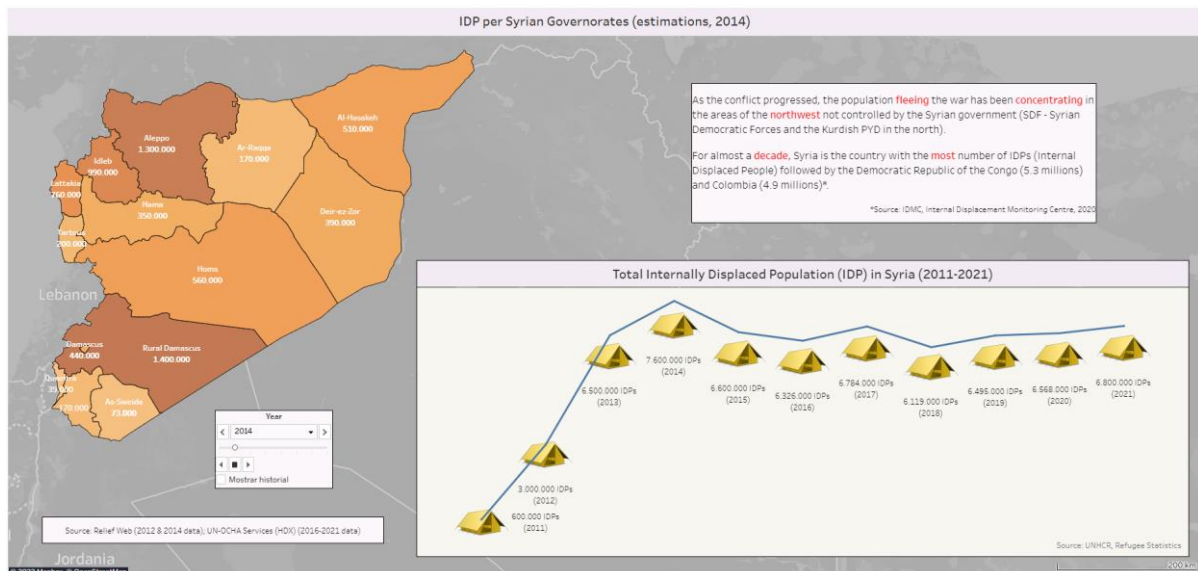 IDP per Syrian Governorates (estimations, 2014)
Al-Hasakeh
510.000
Aleppo
1.300.000
Ar-Raqqa
170.000
Idleb
990.000
Lattakia
760.000
Hama
350.000
Deir-ez-Zor
390.000
Tartous
200.000
Homs
560.000
Lebanon
Damascus
440.000
Rural Damascus
1.400.000
As-Sweida
73.000
170.000
Jordania
As the conflict progressed, the population fleeing the war has been concentrating in
the areas of the northwest not controlled by the Syrian government (SDF - Syrian
Democratic Forces and the Kurdish PYD in the north).
For almost a decade, Syria is the country with the most number of IDPs (Internal
Displaced People) followed by the Democratic Republic of the Congo (5.3 millions)
and Colombia (4.9 millions)*.
*Source: IDMC, Internal Displacement Monitoring Centre, 2020
Year
2014
Mostrar historial
Source: Relief Web (2012 & 2014 data); UN-OCHA Services (HDX) (2016-2021 data)
Total Internally Displaced Population (IDP) in Syria (2011-2021)
600.000 IDPs
(2011)
3.000.000 IDPs
(2012)
6.500.000 IDPs
(2013)
7.600.000 IDPs
(2014)
6.600.000 IDPs
(2015)
6.326.000 IDPs
(2016)
6.784.000 IDPs
(2017)
6.119.000 IDPs
(2018)
6.495.000 IDPs
(2019)
6.568.000 IDPs
(2020)
6.800.000 IDPs
(2021)
Source: UNHCR, Refugee Statistics
200 km